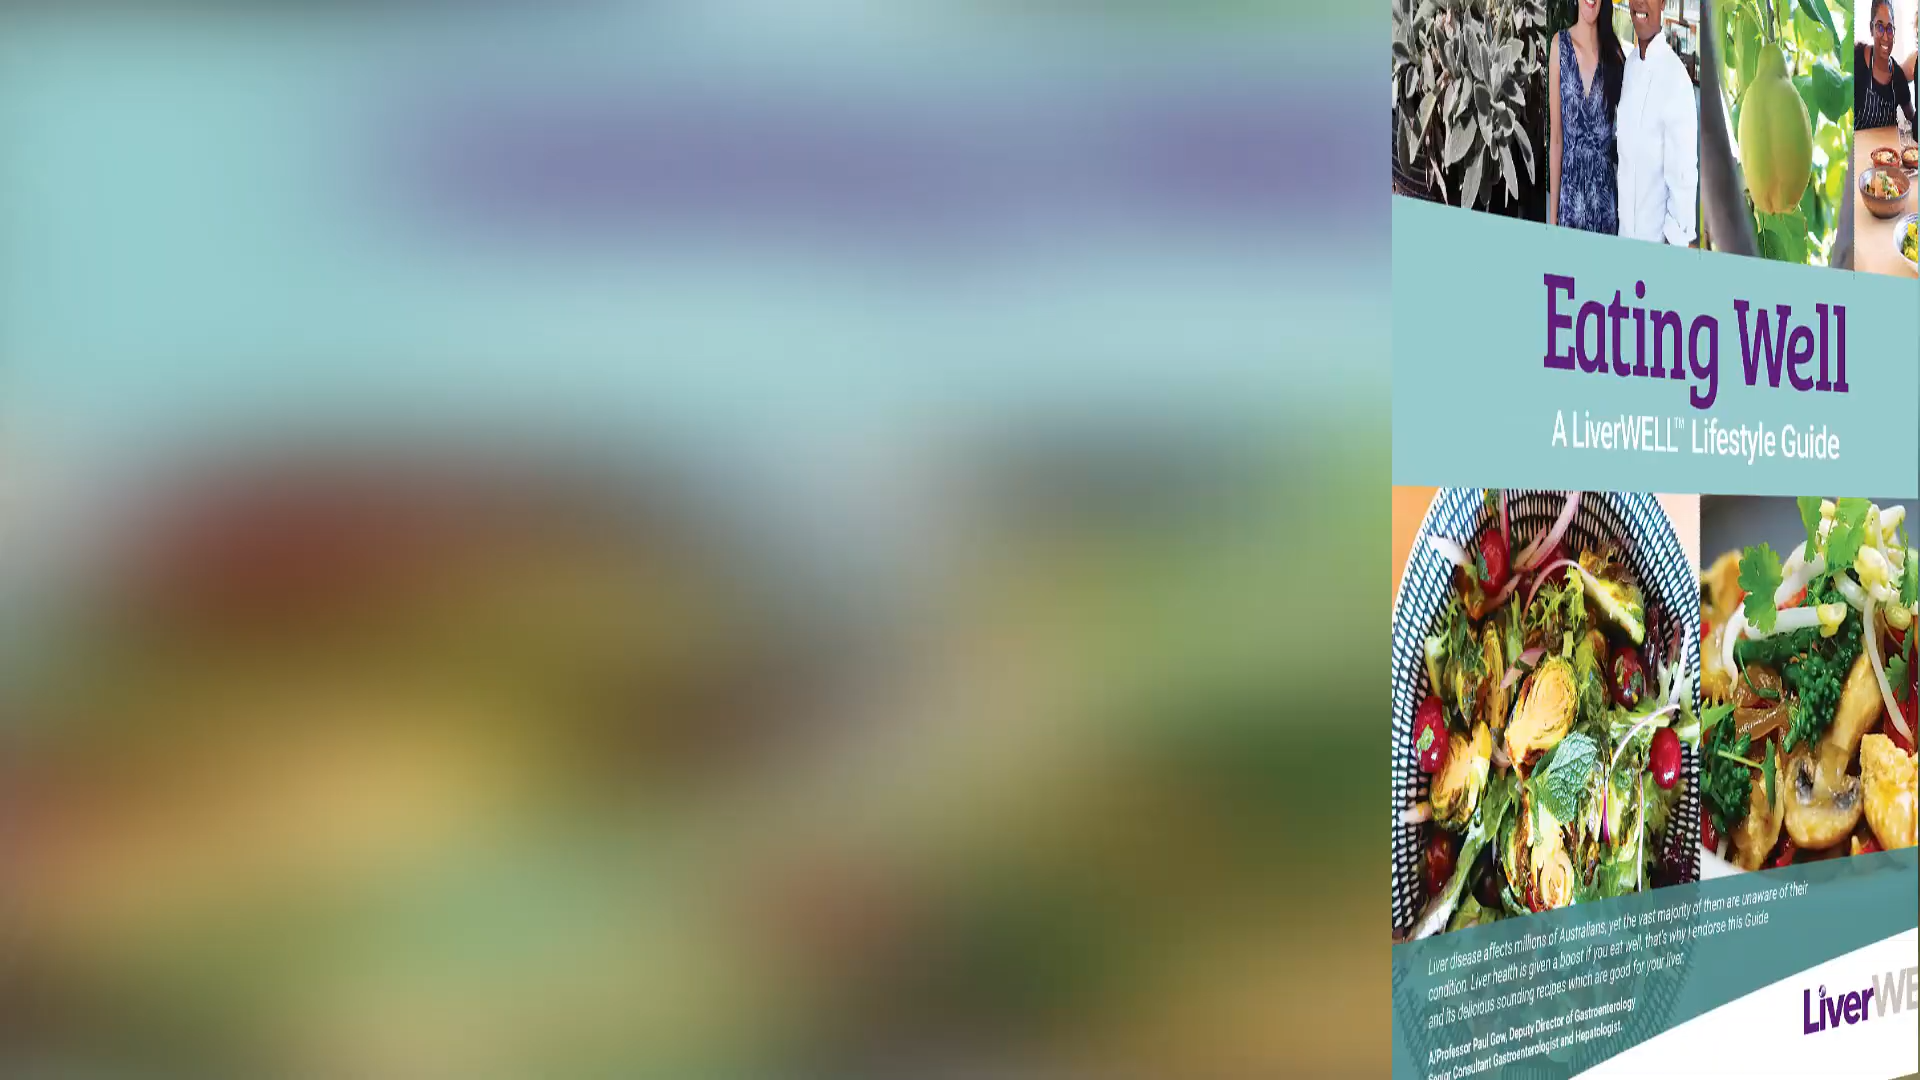 Eating Well
A LiverWELL™ Lifestyle Guide
Liver disease affects millions of Australians, yet the vast majority of them are unaware of their
condition. Liver health is given a boost if you eat well, that's why I endorse this Guide
and its delicious sounding recipes which are good for your liver.
A/Professor Paul Gow, Deputy Director of Gastroenterology
Senior Consultant Gastroenterologist and Hepatologist.
LiverWE